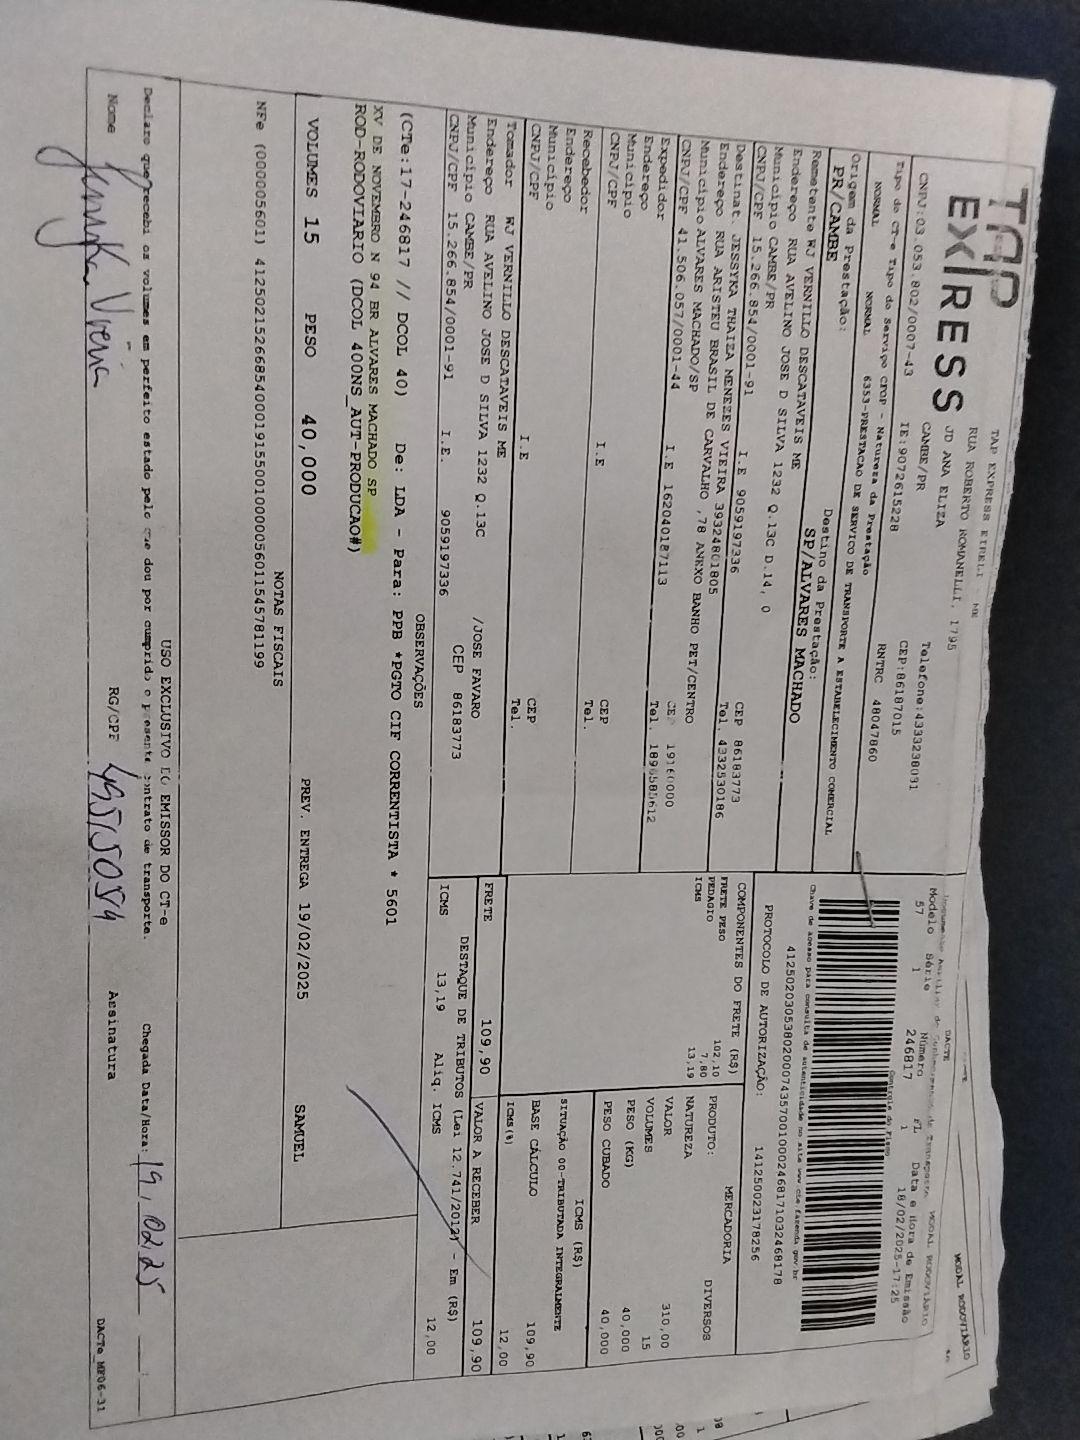 TAP
EX|RESS
TAP EXPRESS EIRELI - ME
RUA ROBERTO ROMANELLI, 1795
JD ANA ELIZA
CAMBE/PR
Telefone:4333238031
CNPJ:03.053.802/0007-43
IE:9072615228
CEP:86187015
Tipo do CT-e Tipo do Serviço CFOP - Natureza da Prestação
RNTRC 48047860
NORMAL NORMAL 6353-PRESTACAO DE SERVICO DE TRANSPORTE A ESTABELECIMENTO COMERCIAL
Origem da Prestação:
Destino da Prestação:
PR/CAMBE
SP/ALVARES MACHADO
Remetente WJ VERNILLO DESCATAVEIS ME
Endereço RUA AVELINO JOSE D SILVA 1232 Q.13C D.14, 0
Município CAMBE/PR
CEP 86183773
CNPJ/CPF 15.266.854/0001-91
I.E 9059197336
Tel. 4332530186
Destinat. JESSYKA THAIZA MENEZES VIEIRA 39324801805
Endereço RUA ARISTEU BRASIL DE CARVALHO ,78 ANEXO BANHO PET/CENTRO
Município ALVARES MACHADO/SP
CEP 19160000
CNPJ/CPF 41.506.057/0001-44
I.E 162040187113
Tel.
Expedidor
Endereço
Município
CEP
CNPJ/CPF
I.E
Tel.
Recebedor
Endereço
Município
CEP
CNPJ/CPF
I.E
Tel.
Tomador WJ VERNILLO DESCATAVEIS ME
Endereço RUA AVELINO JOSE D SILVA 1232 Q.13C
/JOSE FAVARO
Município CAMBE/PR
CEP 86183773
CNPJ/CPF 15.266.854/0001-91
I.E. 9059197336
DACTE
MODAL RODOVIARIO
Modelo Série Número FL Data e Hora de Emissão
57 1 246817 1 18/02/2025-17:25
Controle do Fisco
Chave de acesso para consulta de autenticidade no site www.cte.fazenda.gov.br
41250203053802000743570010002468171032468178
PROTOCOLO DE AUTORIZAÇÃO: 141250023178256
COMPONENTES DO FRETE (R$)
FRETE PESO 102,10
PEDAGIO 7,80
ICMS 13,19
PRODUTO: MERCADORIA
NATUREZA DIVERSOS
VALOR 310,00
VOLUMES 15
PESO (KG) 40,000
PESO CUBADO 40,000
ICMS (R$)
SITUAÇÃO 00-TRIBUTADA INTEGRALMENTE
BASE CÁLCULO 109,90
ICMS(%) 12,00
FRETE 109,90
VALOR A RECEBER 109,90
DESTAQUE DE TRIBUTOS (Lei 12.741/2012) - Em (R$)
ICMS 13,19 Aliq. ICMS 12,00
OBSERVAÇÕES
(CTe:17-246817 // DCOL 40) De: LDA - Para: PPB *PGTO CIF CORRENTISTA * 5601
XV DE NOVEMBRO N 94 BR ALVARES MACHADO SP
ROD-RODOVIARIO (DCOL 400NS_AUT-PRODUCAO#)
VOLUMES 15 PESO 40,000
PREV. ENTREGA 19/02/2025
SAMUEL
NOTAS FISCAIS
NFe (000005601) 41250215266854000191550010000056011545781199
USO EXCLUSIVO DO EMISSOR DO CT-e
Declaro que recebi os volumes em perfeito estado pelo que dou por cumprido o presente contrato de transporte.
Chegada Data/Hora: 19.02.25 :
Nome Jessyka Vieira
RG/CPF 49515054
Assinatura
DACTe_MF06-31